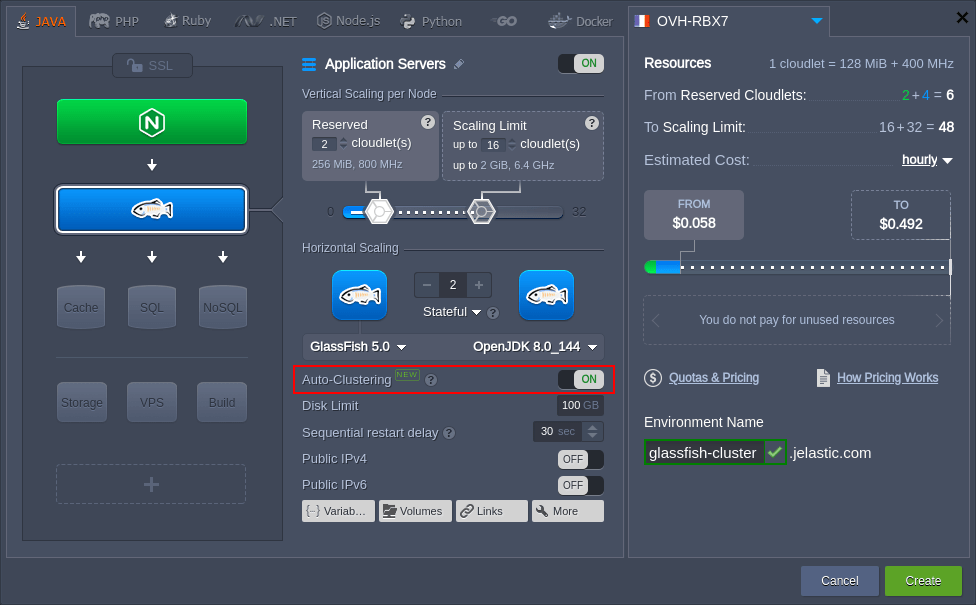 JAVA
PHP
Ruby
.NET
Node.js
Python
GO
Docker
SSL
N
Cache
SQL
NoSQL
Storage
VPS
Build
Application Servers
ON
Vertical Scaling per Node
Reserved ?
2 cloudlet(s)
256 MiB, 800 MHz
Scaling Limit ?
up to 16 cloudlet(s)
up to 2 GiB, 6.4 GHz
0
32
Horizontal Scaling
2
Stateful ?
GlassFish 5.0
OpenJDK 8.0_144
Auto-Clustering NEW ?
ON
Disk Limit
100 GB
Sequential restart delay ?
30 sec
Public IPv4
OFF
Public IPv6
OFF
Variab...
Volumes
Links
More
OVH-RBX7
Resources
1 cloudlet = 128 MiB + 400 MHz
From Reserved Cloudlets: 2 + 4 = 6
To Scaling Limit: 16 + 32 = 48
Estimated Cost: hourly
FROM
$0.058
TO
$0.492
You do not pay for unused resources
$ Quotas & Pricing
How Pricing Works
Environment Name
glassfish-cluster .jelastic.com
Cancel
Create